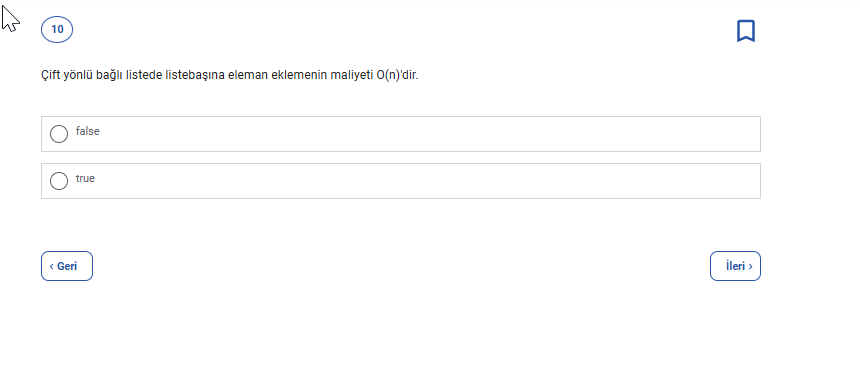 10
Çift yönlü bağlı listede listebaşına eleman eklemenin maliyeti O(n)'dir.
false
true
‹ Geri
İleri ›